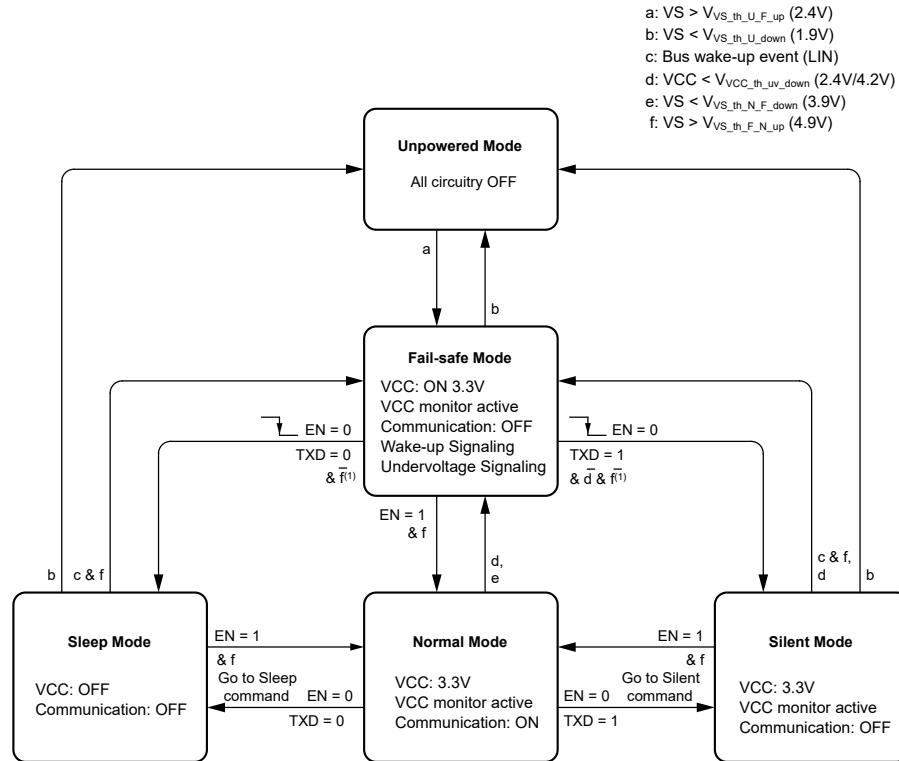 a: VS > VVS_th_U_F_up (2.4V)
b: VS < VVS_th_U_down (1.9V)
c: Bus wake-up event (LIN)
d: VCC < VVCC_th_uv_down (2.4V/4.2V)
e: VS < VVS_th_N_F_down (3.9V)
f: VS > VVS_th_F_N_up (4.9V)
Unpowered Mode
All circuitry OFF
a
b
Fail-safe Mode
VCC: ON 3.3V
VCC monitor active
Communication: OFF
Wake-up Signaling
Undervoltage Signaling
EN = 0
TXD = 0
& f̅(1)
EN = 0
TXD = 1
& d̅ & f̅(1)
EN = 1
& f
d,
e
b
c & f
c & f,
d
b
Sleep Mode
VCC: OFF
Communication: OFF
EN = 1
& f
Go to Sleep
command
EN = 0
TXD = 0
Normal Mode
VCC: 3.3V
VCC monitor active
Communication: ON
EN = 1
& f
Go to Silent
command
EN = 0
TXD = 1
Silent Mode
VCC: 3.3V
VCC monitor active
Communication: OFF